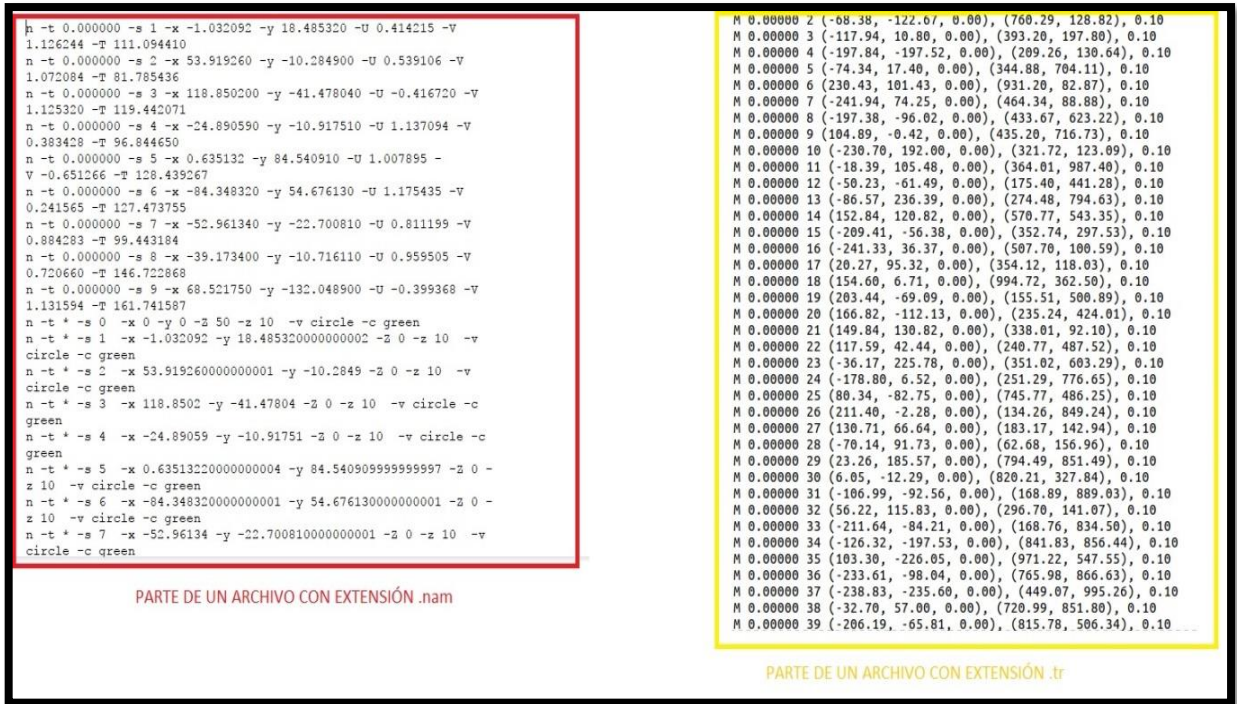 n -t 0.000000 -s 1 -x -1.032092 -y 18.485320 -U 0.414215 -V
1.126244 -T 111.094410
n -t 0.000000 -s 2 -x 53.919260 -y -10.284900 -U 0.539106 -V
1.072084 -T 81.785436
n -t 0.000000 -s 3 -x 118.850200 -y -41.478040 -U -0.416720 -V
1.125320 -T 119.442071
n -t 0.000000 -s 4 -x -24.890590 -y -10.917510 -U 1.137094 -V
0.383428 -T 96.844650
n -t 0.000000 -s 5 -x 0.635132 -y 84.540910 -U 1.007895 -
V -0.651266 -T 128.439267
n -t 0.000000 -s 6 -x -84.348320 -y 54.676130 -U 1.175435 -V
0.241565 -T 127.473755
n -t 0.000000 -s 7 -x -52.961340 -y -22.700810 -U 0.811199 -V
0.884283 -T 99.443184
n -t 0.000000 -s 8 -x -39.173400 -y -10.716110 -U 0.959505 -V
0.720660 -T 146.722868
n -t 0.000000 -s 9 -x 68.521750 -y -132.048900 -U -0.399368 -V
1.131594 -T 161.741587
n -t * -s 0 -x 0 -y 0 -Z 50 -z 10 -v circle -c green
n -t * -s 1 -x -1.032092 -y 18.485320000000002 -Z 0 -z 10 -v
circle -c green
n -t * -s 2 -x 53.919260000000001 -y -10.2849 -Z 0 -z 10 -v
circle -c green
n -t * -s 3 -x 118.8502 -y -41.47804 -Z 0 -z 10 -v circle -c
green
n -t * -s 4 -x -24.89059 -y -10.91751 -Z 0 -z 10 -v circle -c
green
n -t * -s 5 -x 0.63513220000000004 -y 84.540909999999997 -Z 0 -
z 10 -v circle -c green
n -t * -s 6 -x -84.348320000000001 -y 54.676130000000001 -Z 0 -
z 10 -v circle -c green
n -t * -s 7 -x -52.96134 -y -22.700810000000001 -Z 0 -z 10 -v
circle -c green
PARTE DE UN ARCHIVO CON EXTENSIÓN .nam
M 0.00000 2 (-68.38, -122.67, 0.00), (760.29, 128.82), 0.10
M 0.00000 3 (-117.94, 10.80, 0.00), (393.20, 197.80), 0.10
M 0.00000 4 (-197.84, -197.52, 0.00), (209.26, 130.64), 0.10
M 0.00000 5 (-74.34, 17.40, 0.00), (344.88, 704.11), 0.10
M 0.00000 6 (230.43, 101.43, 0.00), (931.20, 82.87), 0.10
M 0.00000 7 (-241.94, 74.25, 0.00), (464.34, 88.88), 0.10
M 0.00000 8 (-197.38, -96.02, 0.00), (433.67, 623.22), 0.10
M 0.00000 9 (104.89, -0.42, 0.00), (435.20, 716.73), 0.10
M 0.00000 10 (-230.70, 192.00, 0.00), (321.72, 123.09), 0.10
M 0.00000 11 (-18.39, 105.48, 0.00), (364.01, 987.40), 0.10
M 0.00000 12 (-50.23, -61.49, 0.00), (175.40, 441.28), 0.10
M 0.00000 13 (-86.57, 236.39, 0.00), (274.48, 794.63), 0.10
M 0.00000 14 (152.84, 120.82, 0.00), (570.77, 543.35), 0.10
M 0.00000 15 (-209.41, -56.38, 0.00), (352.74, 297.53), 0.10
M 0.00000 16 (-241.33, 36.37, 0.00), (507.70, 100.59), 0.10
M 0.00000 17 (20.27, 95.32, 0.00), (354.12, 118.03), 0.10
M 0.00000 18 (154.60, 6.71, 0.00), (994.72, 362.50), 0.10
M 0.00000 19 (203.44, -69.09, 0.00), (155.51, 500.89), 0.10
M 0.00000 20 (166.82, -112.13, 0.00), (235.24, 424.01), 0.10
M 0.00000 21 (149.84, 130.82, 0.00), (338.01, 92.10), 0.10
M 0.00000 22 (117.59, 42.44, 0.00), (240.77, 487.52), 0.10
M 0.00000 23 (-36.17, 225.78, 0.00), (351.02, 603.29), 0.10
M 0.00000 24 (-178.80, 6.52, 0.00), (251.29, 776.65), 0.10
M 0.00000 25 (80.34, -82.75, 0.00), (745.77, 486.25), 0.10
M 0.00000 26 (211.40, -2.28, 0.00), (134.26, 849.24), 0.10
M 0.00000 27 (130.71, 66.64, 0.00), (183.17, 142.94), 0.10
M 0.00000 28 (-70.14, 91.73, 0.00), (62.68, 156.96), 0.10
M 0.00000 29 (23.26, 185.57, 0.00), (794.49, 851.49), 0.10
M 0.00000 30 (6.05, -12.29, 0.00), (820.21, 327.84), 0.10
M 0.00000 31 (-106.99, -92.56, 0.00), (168.89, 889.03), 0.10
M 0.00000 32 (56.22, 115.83, 0.00), (296.70, 141.07), 0.10
M 0.00000 33 (-211.64, -84.21, 0.00), (168.76, 834.50), 0.10
M 0.00000 34 (-126.32, -197.53, 0.00), (841.83, 856.44), 0.10
M 0.00000 35 (103.30, -226.05, 0.00), (971.22, 547.55), 0.10
M 0.00000 36 (-233.61, -98.04, 0.00), (765.98, 866.63), 0.10
M 0.00000 37 (-238.83, -235.60, 0.00), (449.07, 995.26), 0.10
M 0.00000 38 (-32.70, 57.00, 0.00), (720.99, 851.80), 0.10
M 0.00000 39 (-206.19, -65.81, 0.00), (815.78, 506.34), 0.10
PARTE DE UN ARCHIVO CON EXTENSIÓN .tr